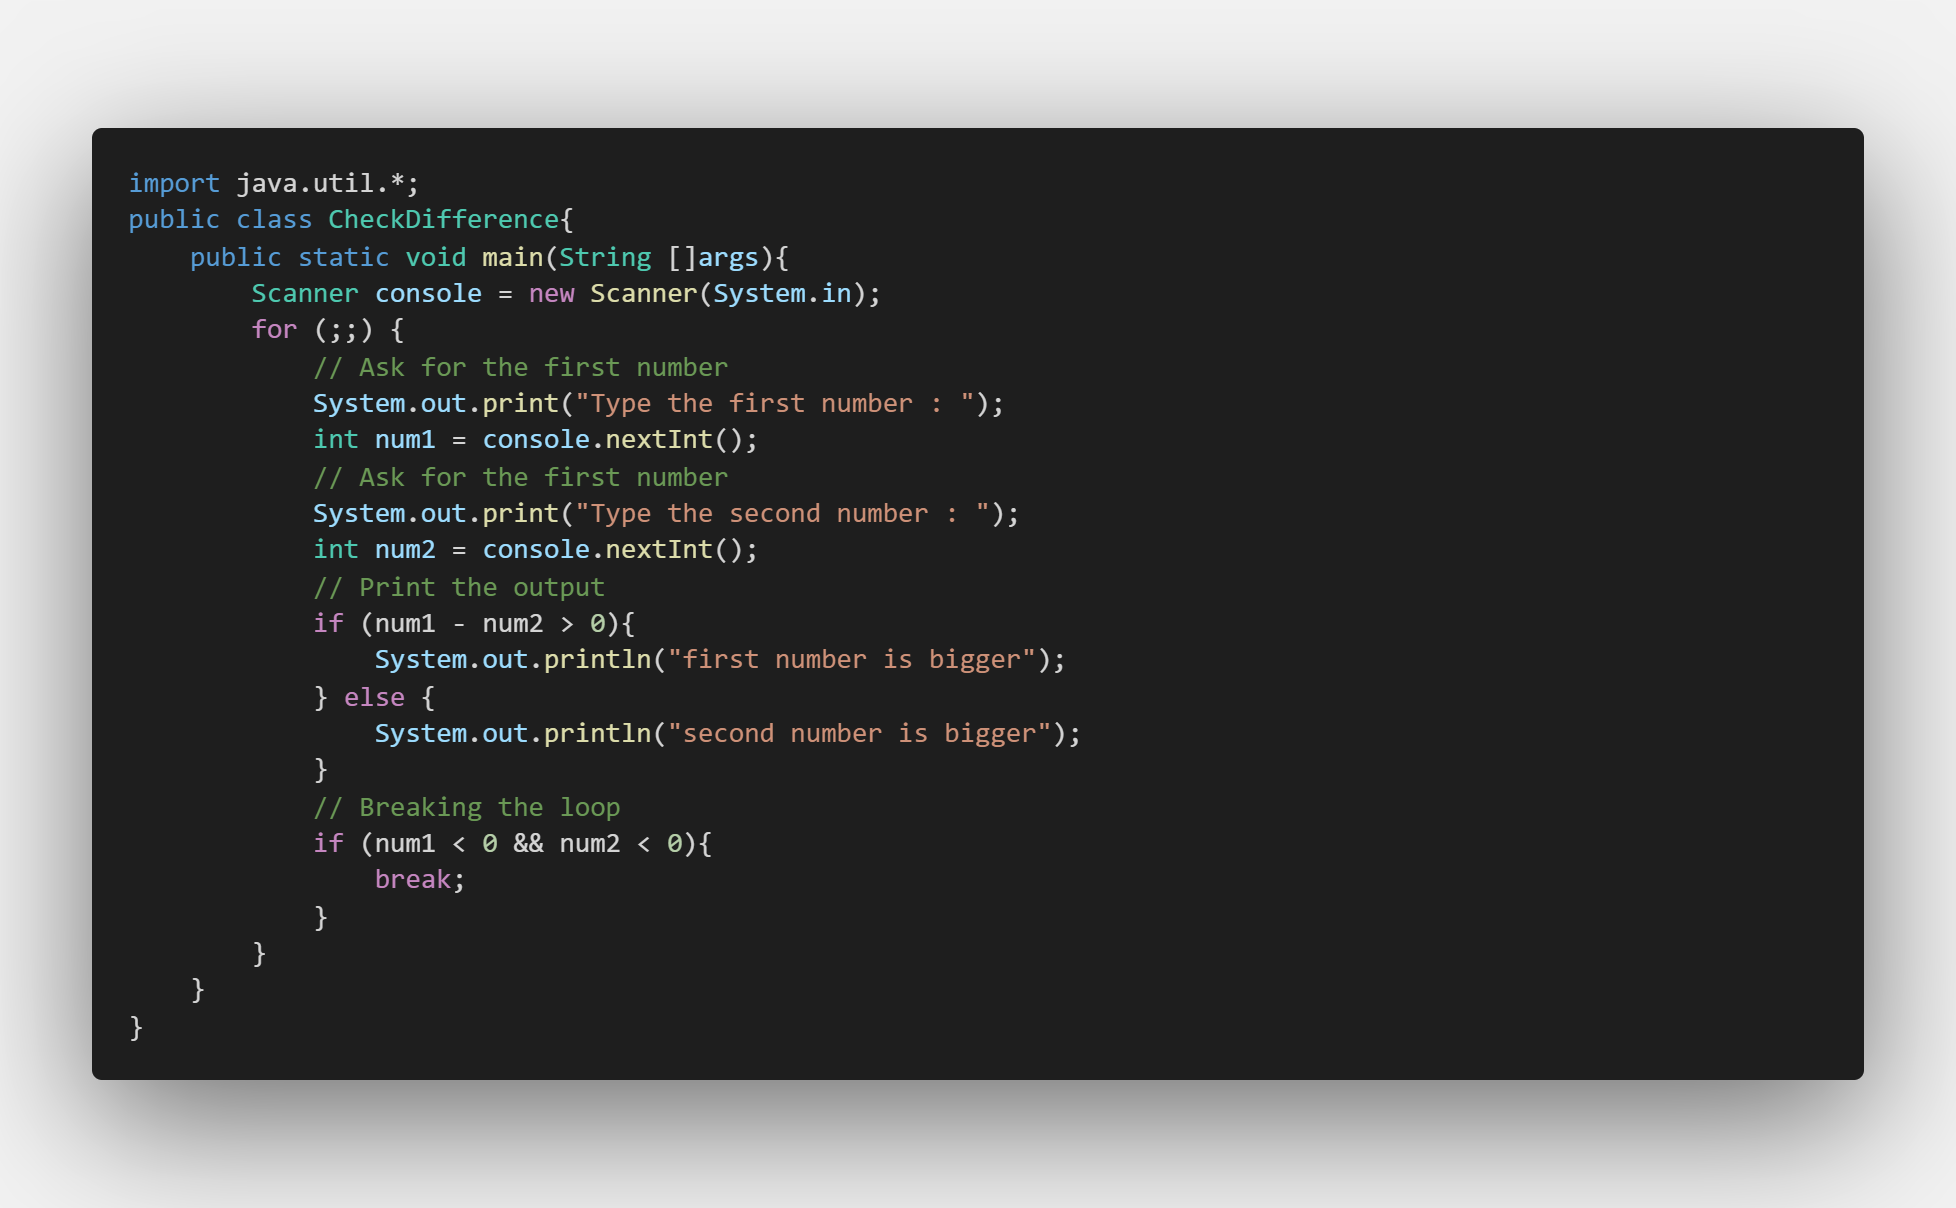 import java.util.*;
public class CheckDifference{
    public static void main(String []args){
        Scanner console = new Scanner(System.in);
        for (;;) {
            // Ask for the first number
            System.out.print("Type the first number : ");
            int num1 = console.nextInt();
            // Ask for the first number
            System.out.print("Type the second number : ");
            int num2 = console.nextInt();
            // Print the output
            if (num1 - num2 > 0){
                System.out.println("first number is bigger");
            } else {
                System.out.println("second number is bigger");
            }
            // Breaking the loop
            if (num1 < 0 && num2 < 0){
                break;
            }
        }
    }
}